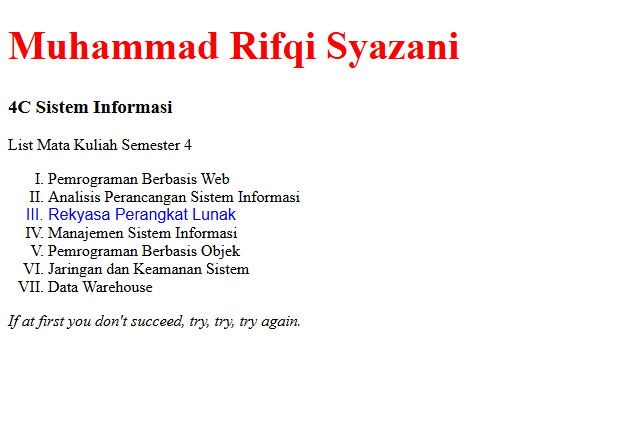 Muhammad Rifqi Syazani
4C Sistem Informasi
List Mata Kuliah Semester 4
I. Pemrograman Berbasis Web
II. Analisis Perancangan Sistem Informasi
III. Rekyasa Perangkat Lunak
IV. Manajemen Sistem Informasi
V. Pemrograman Berbasis Objek
VI. Jaringan dan Keamanan Sistem
VII. Data Warehouse
If at first you don't succeed, try, try, try again.